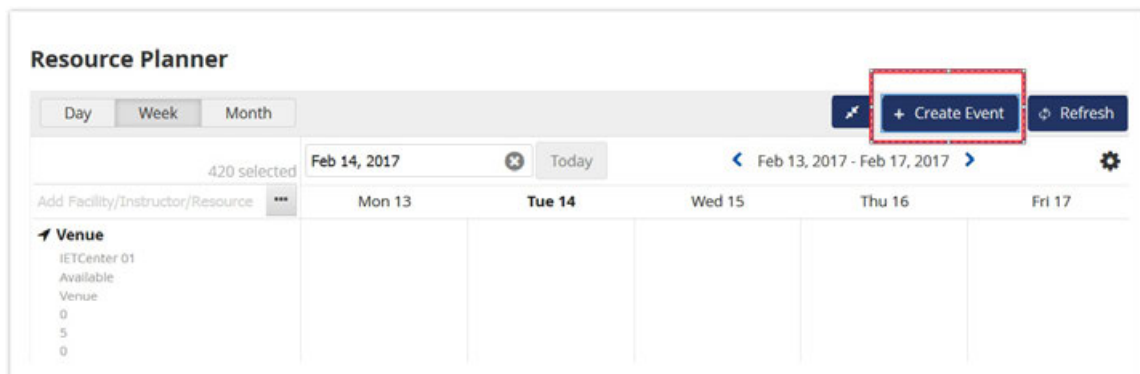 Resource Planner
Day Week Month + Create Event Refresh
420 selected Feb 14, 2017 Today Feb 13, 2017 - Feb 17, 2017
Add Facility/Instructor/Resource ... Mon 13 Tue 14 Wed 15 Thu 16 Fri 17
Venue
IETCenter 01
Available
Venue
0
5
0